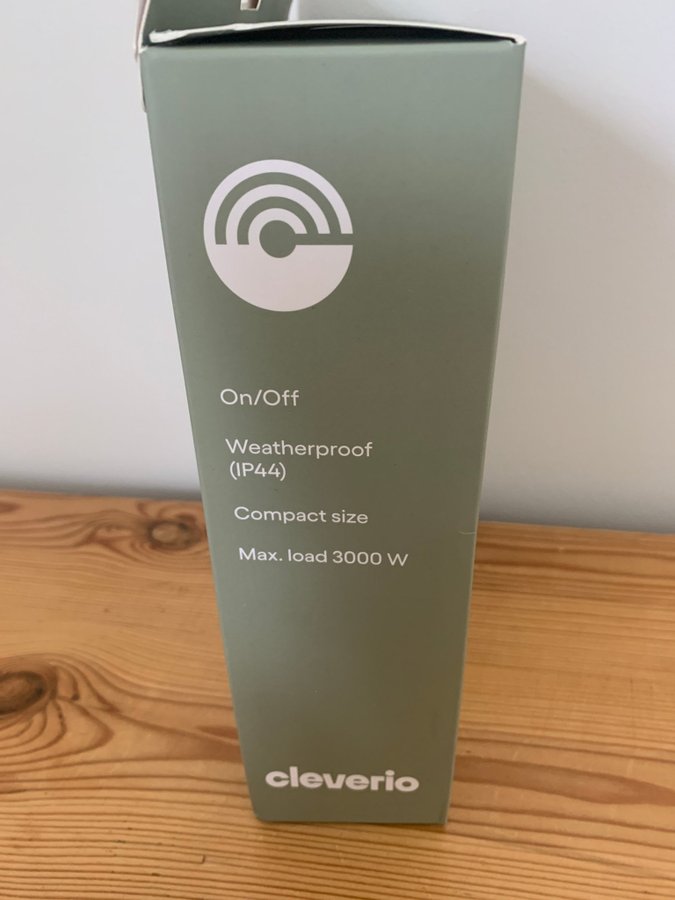 On/Off
Weatherproof
(IP44)
Compact size
Max. load 3000 W
cleverio